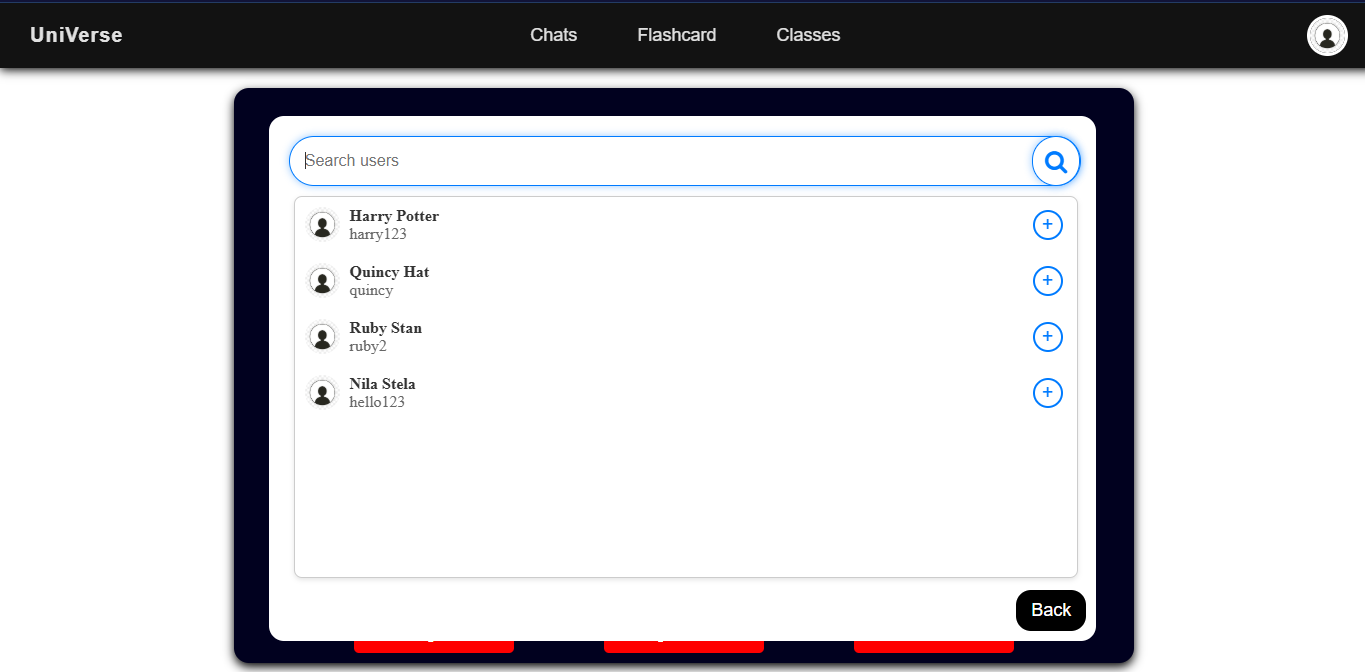 UniVerse
Chats
Flashcard
Classes
Search users
Harry Potter
harry123
+
Quincy Hat
quincy
+
Ruby Stan
ruby2
+
Nila Stela
hello123
+
Back